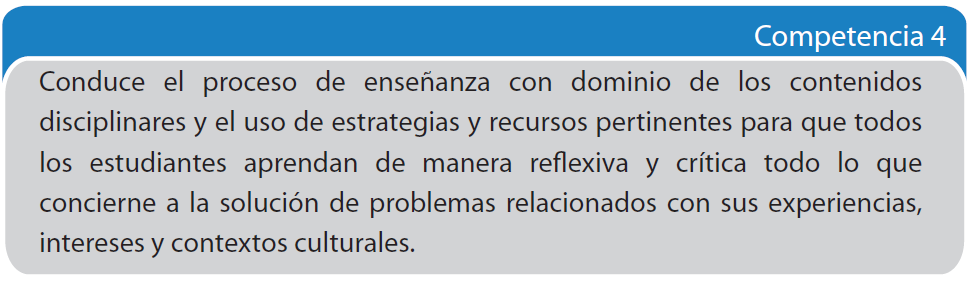 Competencia 4
Conduce el proceso de enseñanza con dominio de los contenidos
disciplinares y el uso de estrategias y recursos pertinentes para que todos
los estudiantes aprendan de manera reflexiva y crítica todo lo que
concierne a la solución de problemas relacionados con sus experiencias,
intereses y contextos culturales.